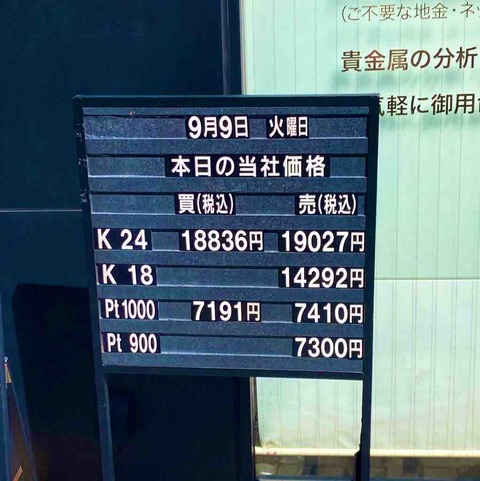 (ご不要な地金・ネッ
貴金属の分析
気軽に御用
9月9日 火曜日
本日の当社価格
買(税込) 売(税込)
K 24 18836円 19027円
K 18 14292円
Pt1000 7191円 7410円
Pt 900 7300円